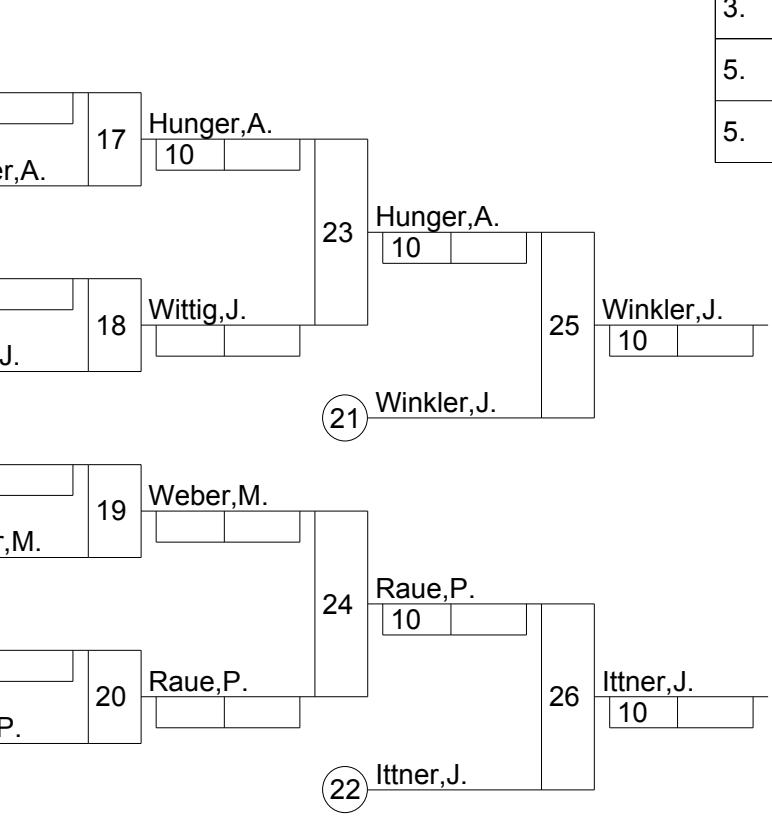 3.
5.
5.
17
Hunger,A.
10
er,A.
23
Hunger,A.
10
18
Wittig,J.
J.
25
Winkler,J.
10
21
Winkler,J.
19
Weber,M.
r,M.
24
Raue,P.
10
20
Raue,P.
P.
26
Ittner,J.
10
22
Ittner,J.